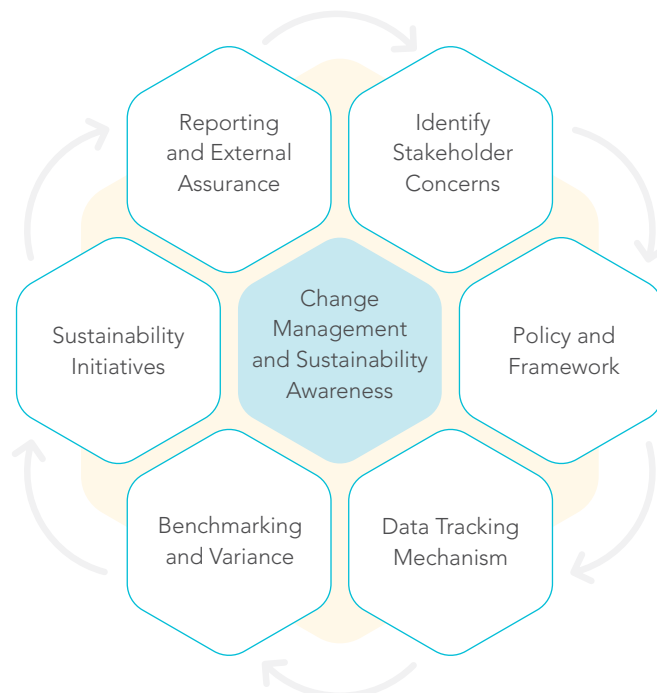 Reporting
and External
Assurance
Identify
Stakeholder
Concerns
Change
Management
and Sustainability
Awareness
Sustainability
Initiatives
Policy and
Framework
Benchmarking
and Variance
Data Tracking
Mechanism